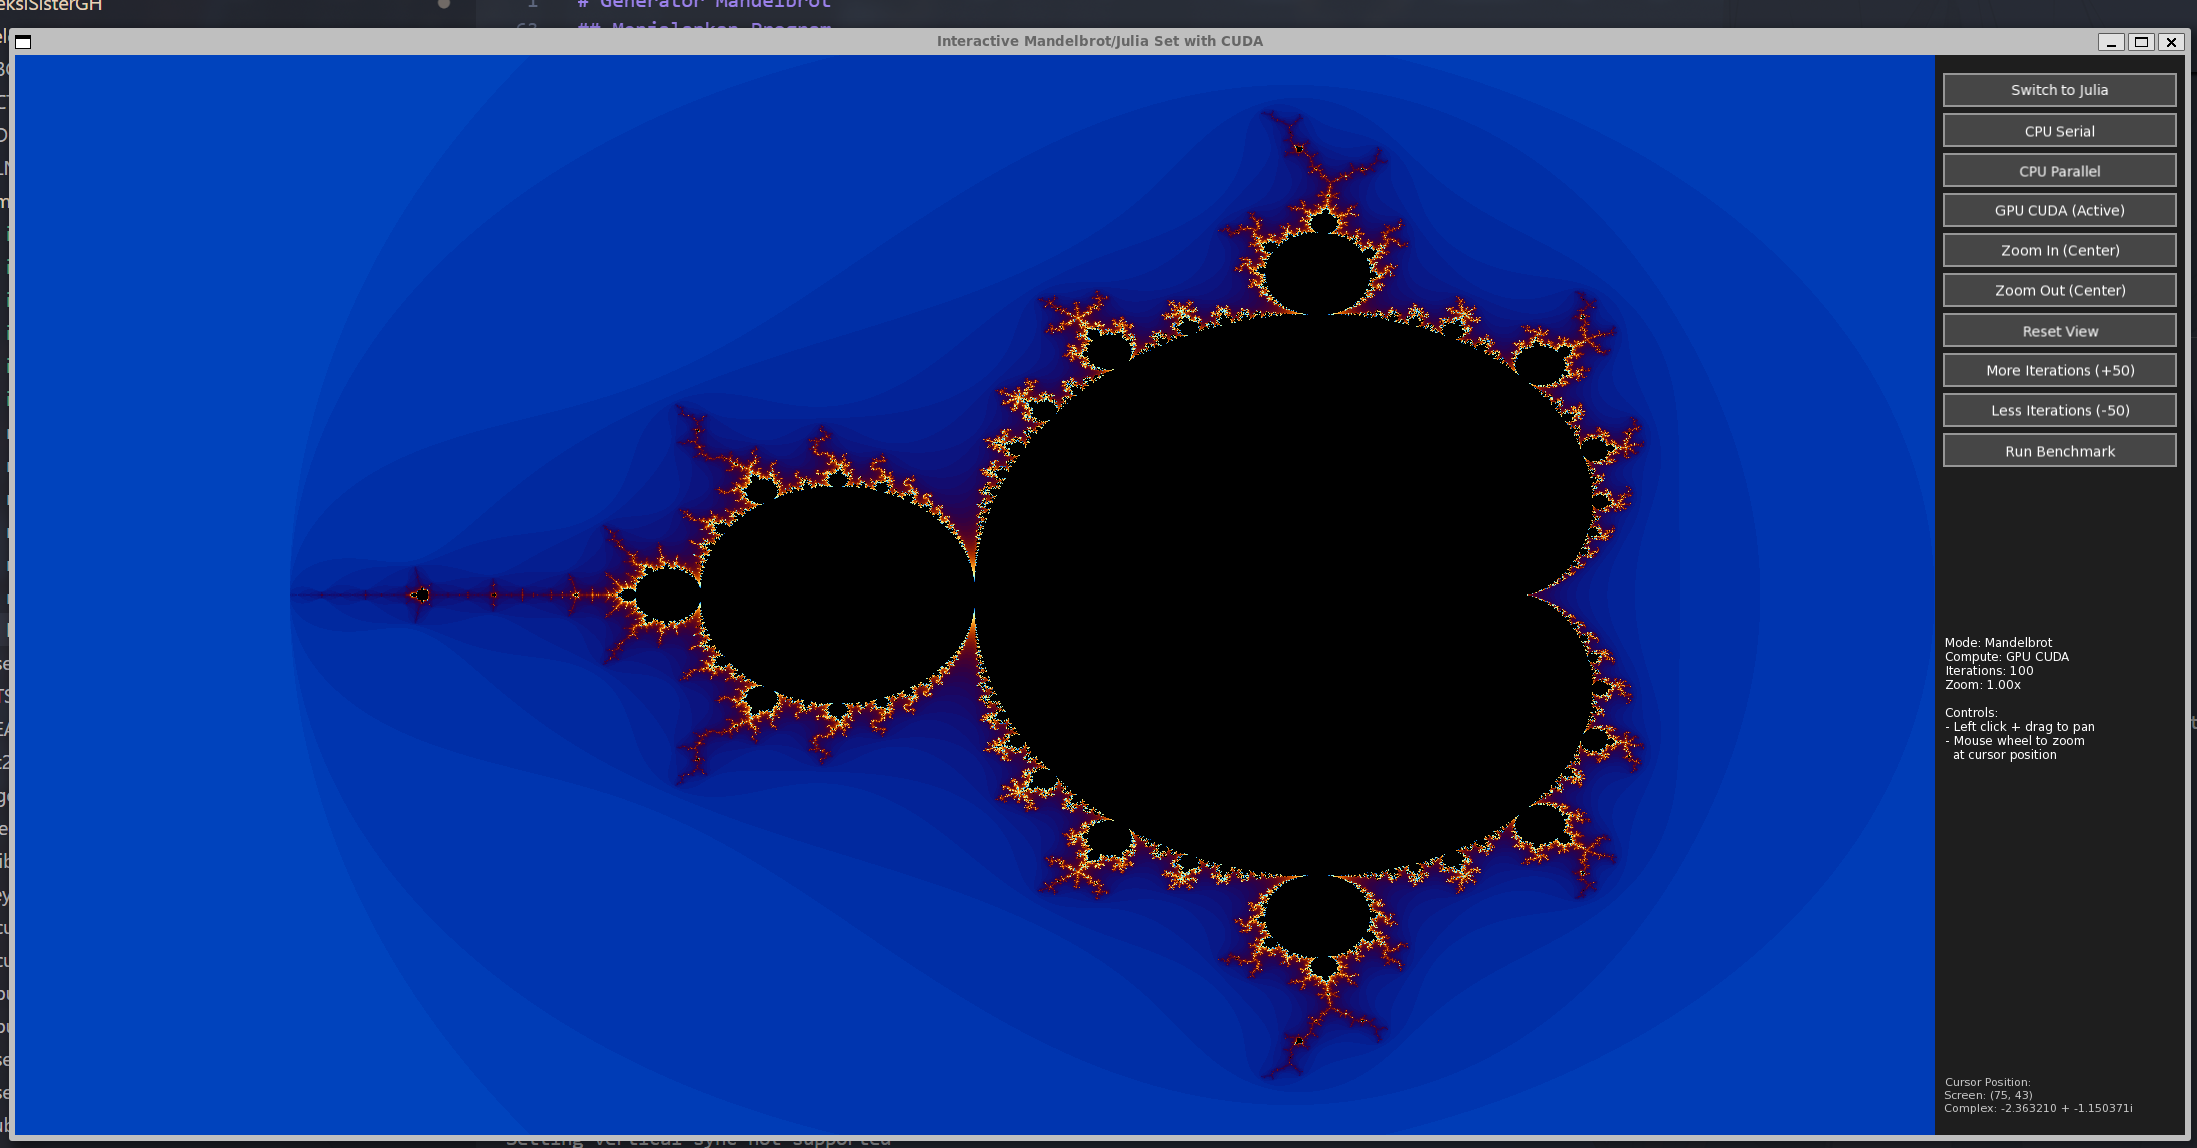 # Generator Mandelbrot
Interactive Mandelbrot/Julia Set with CUDA
Switch to Julia
CPU Serial
CPU Parallel
GPU CUDA (Active)
Zoom In (Center)
Zoom Out (Center)
Reset View
More Iterations (+50)
Less Iterations (-50)
Run Benchmark
Mode: Mandelbrot
Compute: GPU CUDA
Iterations: 100
Zoom: 1.00x
Controls:
- Left click + drag to pan
- Mouse wheel to zoom
at cursor position
Cursor Position:
Screen: (75, 43)
Complex: -2.363210 + -1.150371i
Setting vertical sync not supported